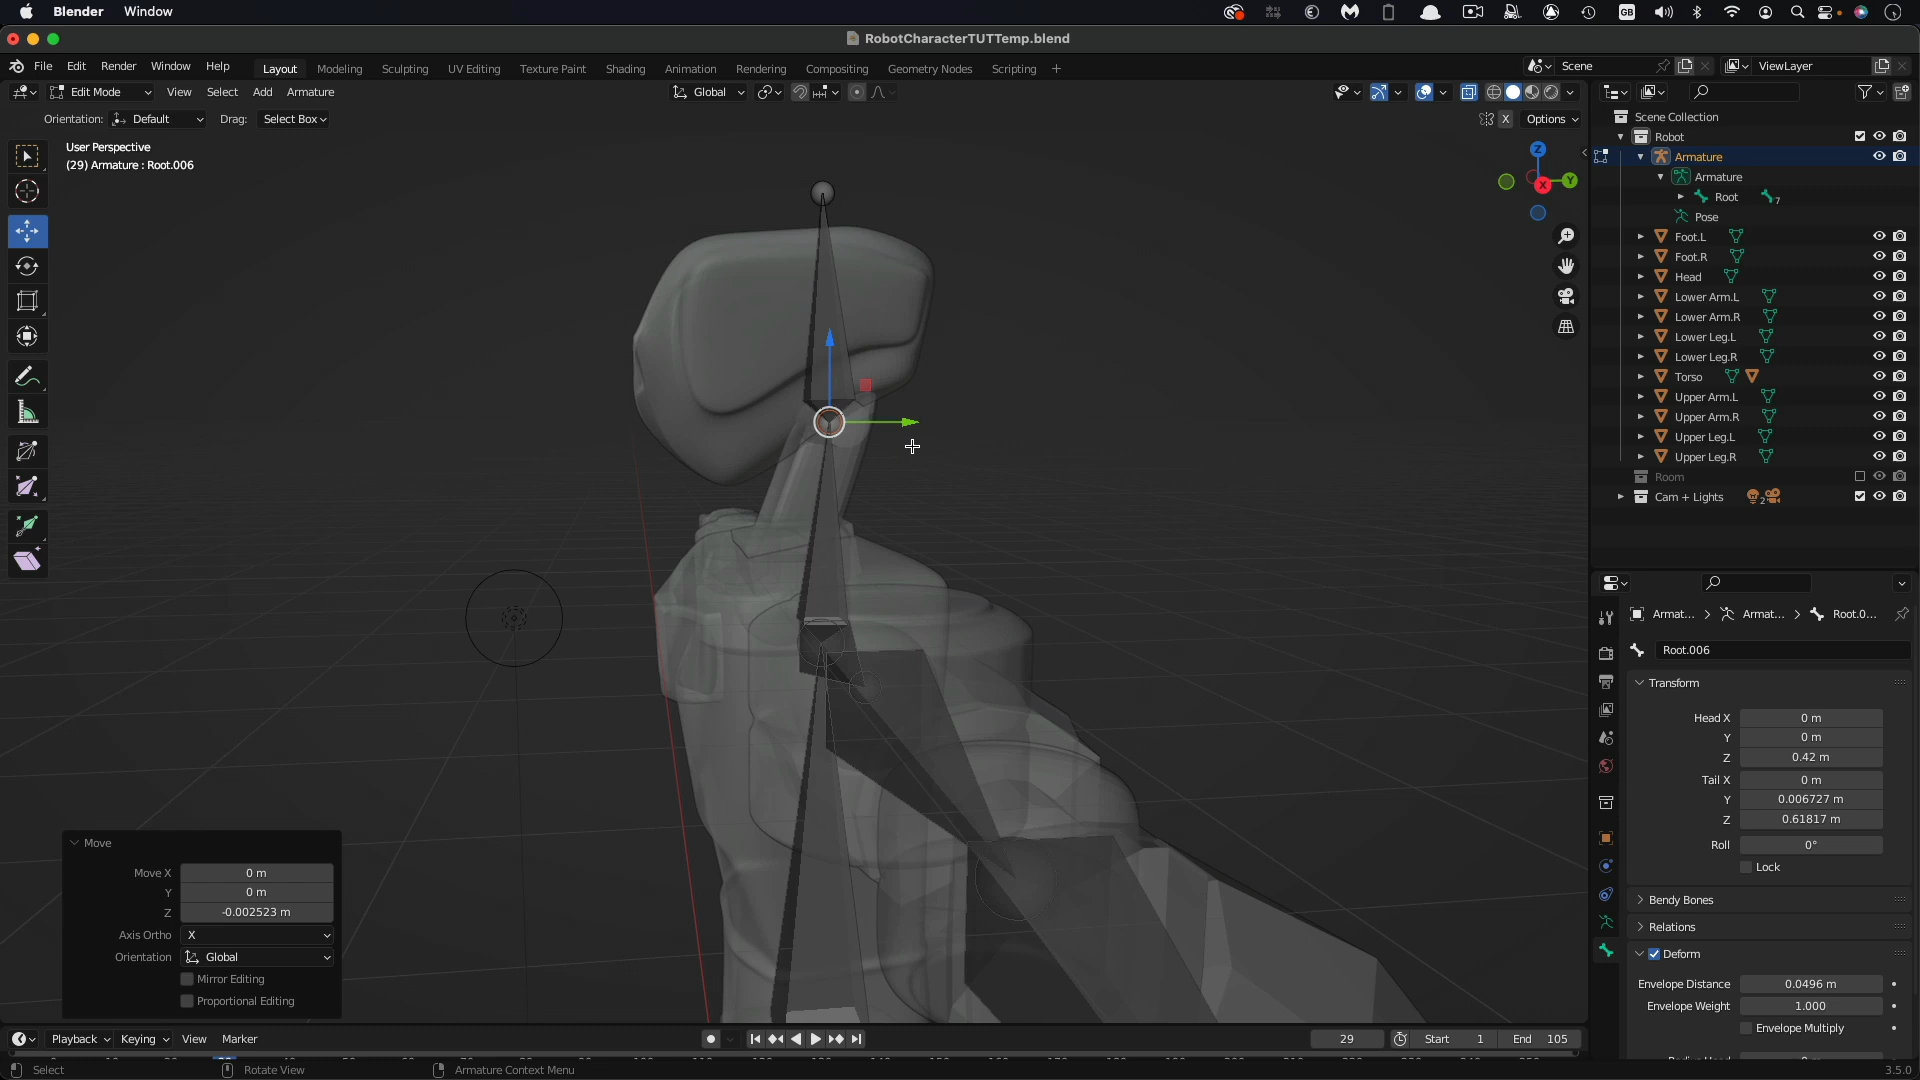 Blender Window
GB
RobotCharacterTUTTemp.blend
File Edit Render Window Help Layout Modeling Sculpting UV Editing Texture Paint Shading Animation Rendering Compositing Geometry Nodes Scripting + Scene ViewLayer
Edit Mode View Select Add Armature Global
Orientation: Default Drag: Select Box X Options
User Perspective
(29) Armature : Root.006
Z
Y
X
Scene Collection
Robot
Armature
Armature
Root 7
Pose
Foot.L
Foot.R
Head
Lower Arm.L
Lower Arm.R
Lower Leg.L
Lower Leg.R
Torso
Upper Arm.L
Upper Arm.R
Upper Leg.L
Upper Leg.R
Room
Cam + Lights 2
Armat... > Armat... > Root.0...
Root.006
Transform
Head X 0 m
Y 0 m
Z 0.42 m
Tail X 0 m
Y 0.006727 m
Z 0.61817 m
Roll 0°
Lock
Bendy Bones
Relations
Deform
Envelope Distance 0.0496 m
Envelope Weight 1.000
Envelope Multiply
Move
Move X 0 m
Y 0 m
Z -0.002523 m
Axis Ortho X
Orientation Global
Mirror Editing
Proportional Editing
Playback Keying View Marker 29 Start 1 End 105
Select Rotate View Armature Context Menu 3.5.0